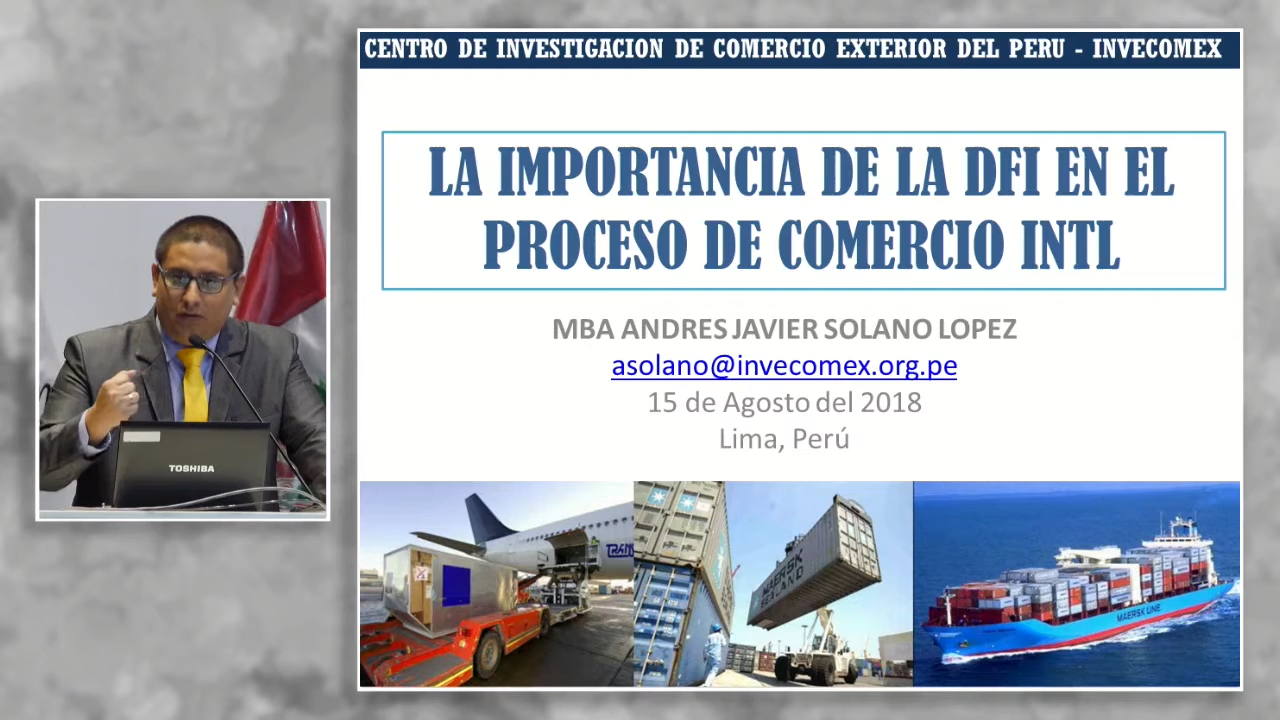 CENTRO DE INVESTIGACION DE COMERCIO EXTERIOR DEL PERU - INVECOMEX
LA IMPORTANCIA DE LA DFI EN EL
PROCESO DE COMERCIO INTL
MBA ANDRES JAVIER SOLANO LOPEZ
asolano@invecomex.org.pe
15 de Agosto del 2018
Lima, Perú
TOSHIBA
TRAN
MAERSK
SEALAND
MAERSK LINE